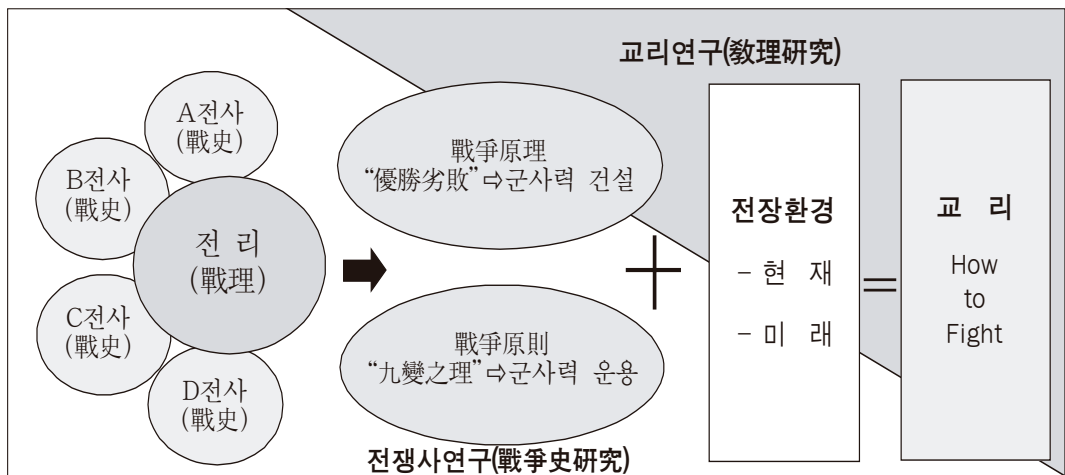 교리연구(敎理硏究)
A전사
(戰史)
B전사
(戰史)
C전사
(戰史)
D전사
(戰史)
전 리
(戰理)
戰爭原理
“優勝劣敗”⇨군사력 건설
戰爭原則
“九變之理”⇨군사력 운용
전쟁사연구(戰爭史硏究)
+
전장환경
- 현 재
- 미 래
=
교 리
How
to
Fight